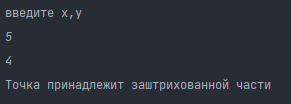 введите x,y
5
4
Точка принадлежит заштрихованной части